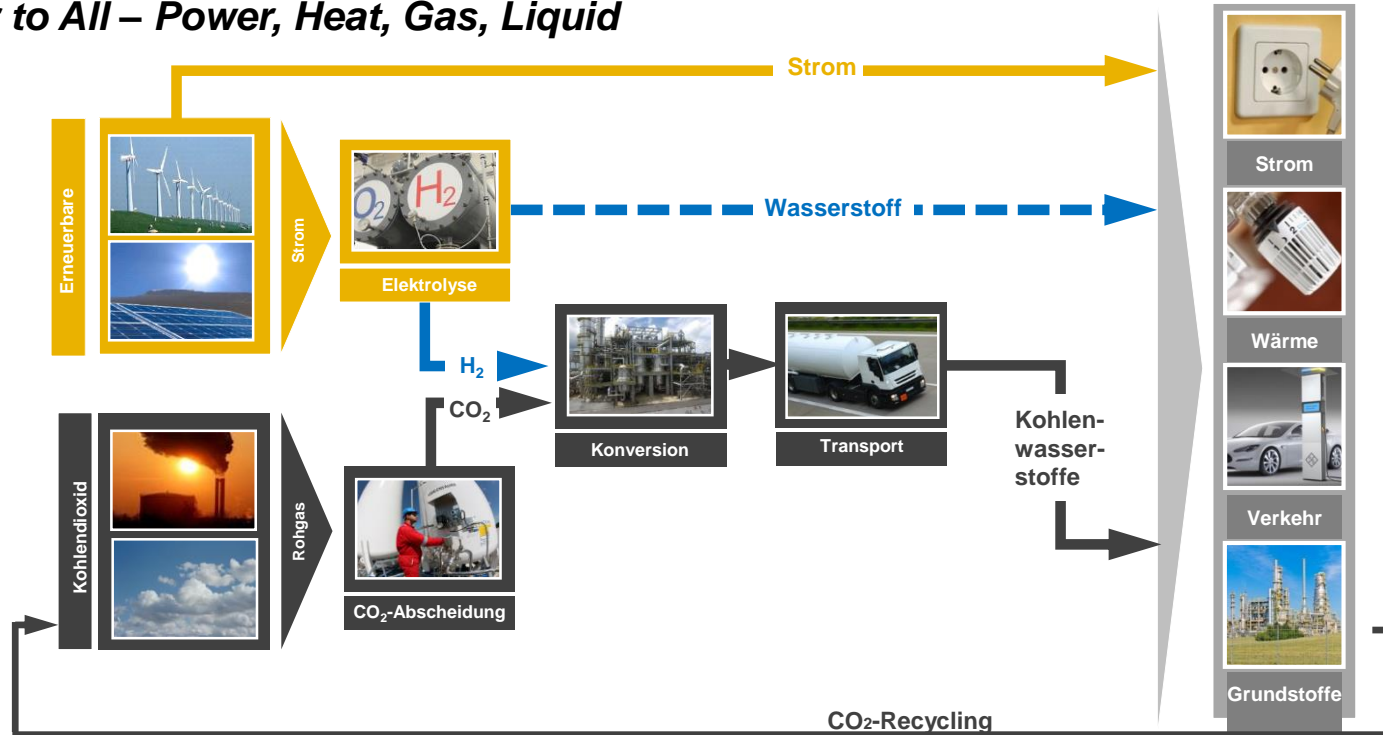 to All – Power, Heat, Gas, Liquid
Strom
Erneuerbare
Strom
O2 H2
Elektrolyse
Wasserstoff
H2
CO2
Konversion
Transport
Kohlen-
wasser-
stoffe
Kohlendioxid
Rohgas
CO2-Abscheidung
Strom
Wärme
Verkehr
Grundstoffe
CO2-Recycling